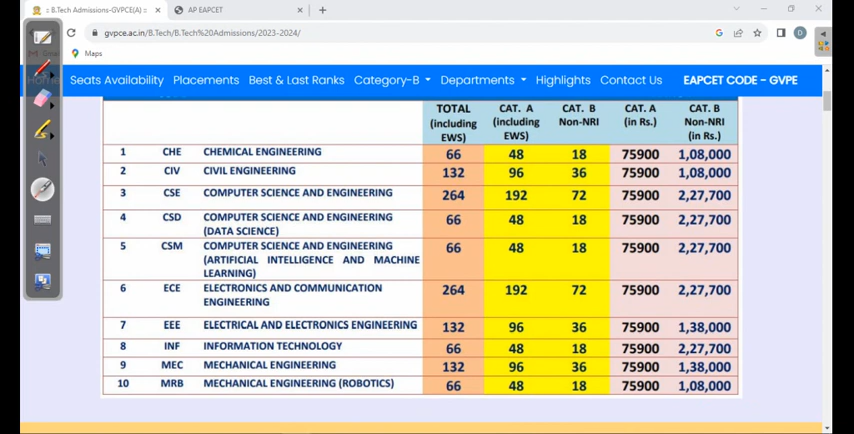 :: B.Tech Admissions-GVPCE(A) ::
AP EAPCET
gvpce.ac.in/B.Tech/B.Tech%20Admissions/2023-2024/
Maps
Home Seats Availability Placements Best & Last Ranks Category-B Departments Highlights Contact Us EAPCET CODE - GVPE
TOTAL (including EWS) CAT. A (including EWS) CAT. B Non-NRI CAT. A (in Rs.) CAT. B Non-NRI (in Rs.)
1 CHE CHEMICAL ENGINEERING 66 48 18 75900 1,08,000
2 CIV CIVIL ENGINEERING 132 96 36 75900 1,08,000
3 CSE COMPUTER SCIENCE AND ENGINEERING 264 192 72 75900 2,27,700
4 CSD COMPUTER SCIENCE AND ENGINEERING 66 48 18 75900 2,27,700
(DATA SCIENCE)
5 CSM COMPUTER SCIENCE AND ENGINEERING 66 48 18 75900 2,27,700
(ARTIFICIAL INTELLIGENCE AND MACHINE
LEARNING)
6 ECE ELECTRONICS AND COMMUNICATION 264 192 72 75900 2,27,700
ENGINEERING
7 EEE ELECTRICAL AND ELECTRONICS ENGINEERING 132 96 36 75900 1,38,000
8 INF INFORMATION TECHNOLOGY 66 48 18 75900 2,27,700
9 MEC MECHANICAL ENGINEERING 132 96 36 75900 1,38,000
10 MRB MECHANICAL ENGINEERING (ROBOTICS) 66 48 18 75900 1,08,000